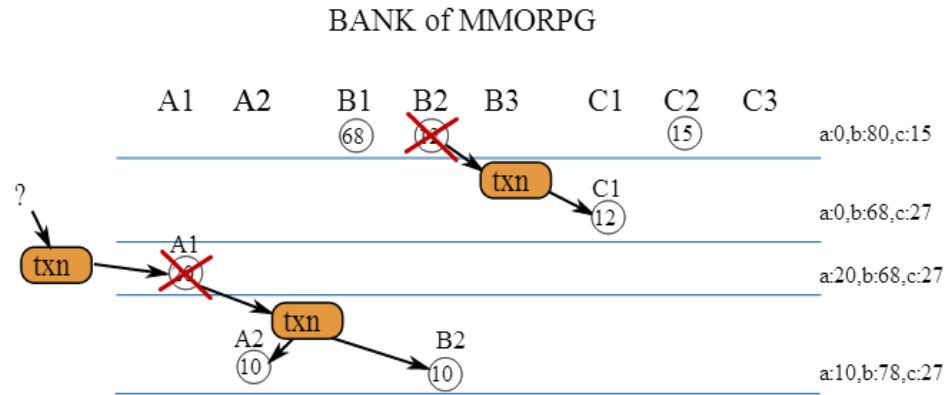 BANK of MMORPG
A1 A2 B1 B2 B3 C1 C2 C3
68 15 a:0,b:80,c:15
txn
C1
? 12 a:0,b:68,c:27
A1
txn a:20,b:68,c:27
txn
A2 B2
10 10 a:10,b:78,c:27